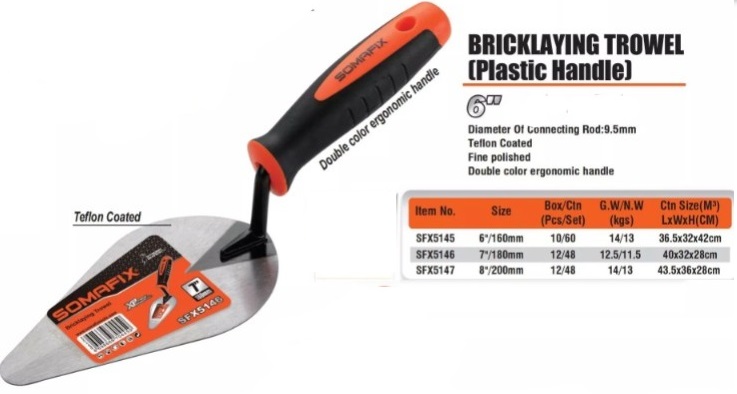 BRICKLAYING TROWEL
(Plastic Handle)
6"
Diameter Of Connecting Rod:9.5mm
Teflon Coated
Fine polished
Double color ergonomic handle
SOMAFIX
Double color ergonomic handle
Teflon Coated
SOMAFIX
Bricklaying Trowel
7"
SFX5146
Item No. Size Box/Ctn (Pcs/Set) G.W/N.W (kgs) Ctn Size(M³) LxWxH(CM)
SFX5145 6"/160mm 10/60 14/13 36.5x32x42cm
SFX5146 7"/180mm 12/48 12.5/11.5 40x32x28cm
SFX5147 8"/200mm 12/48 14/13 43.5x36x28cm